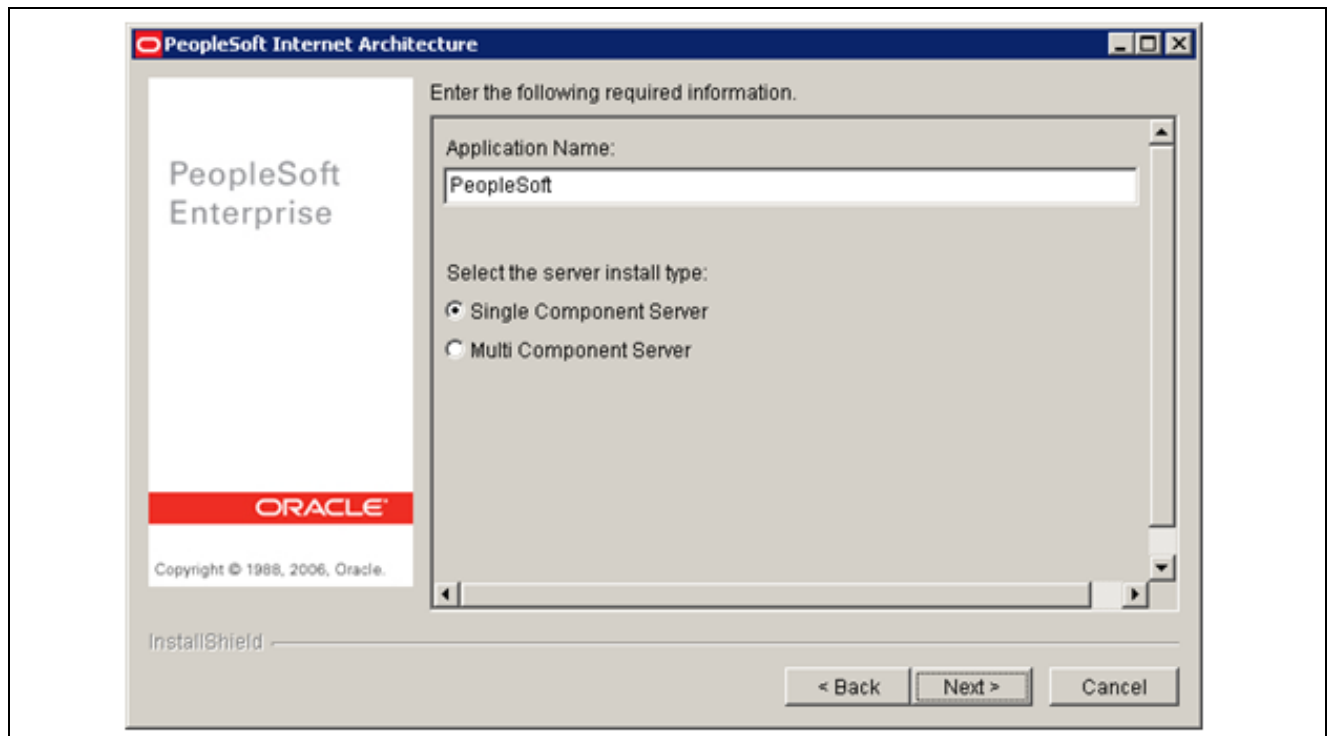 PeopleSoft Internet Architecture
Enter the following required information.
PeopleSoft
Enterprise
Application Name:
PeopleSoft
Select the server install type:
Single Component Server
Multi Component Server
ORACLE
Copyright © 1988, 2006, Oracle.
InstallShield
< Back
Next >
Cancel